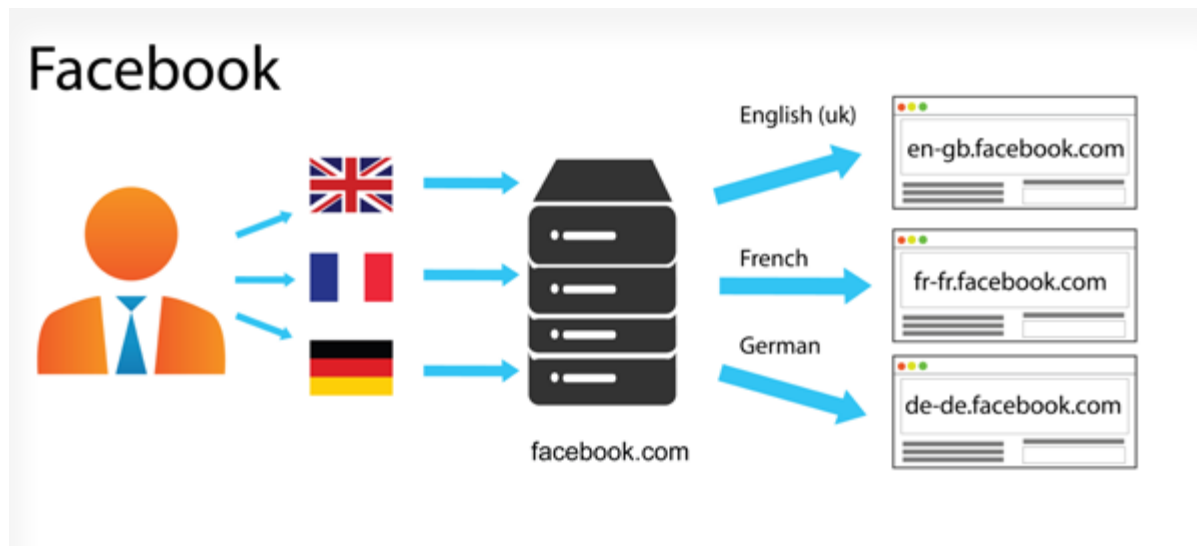 Facebook
English (uk)
en-gb.facebook.com
French
fr-fr.facebook.com
German
de-de.facebook.com
facebook.com